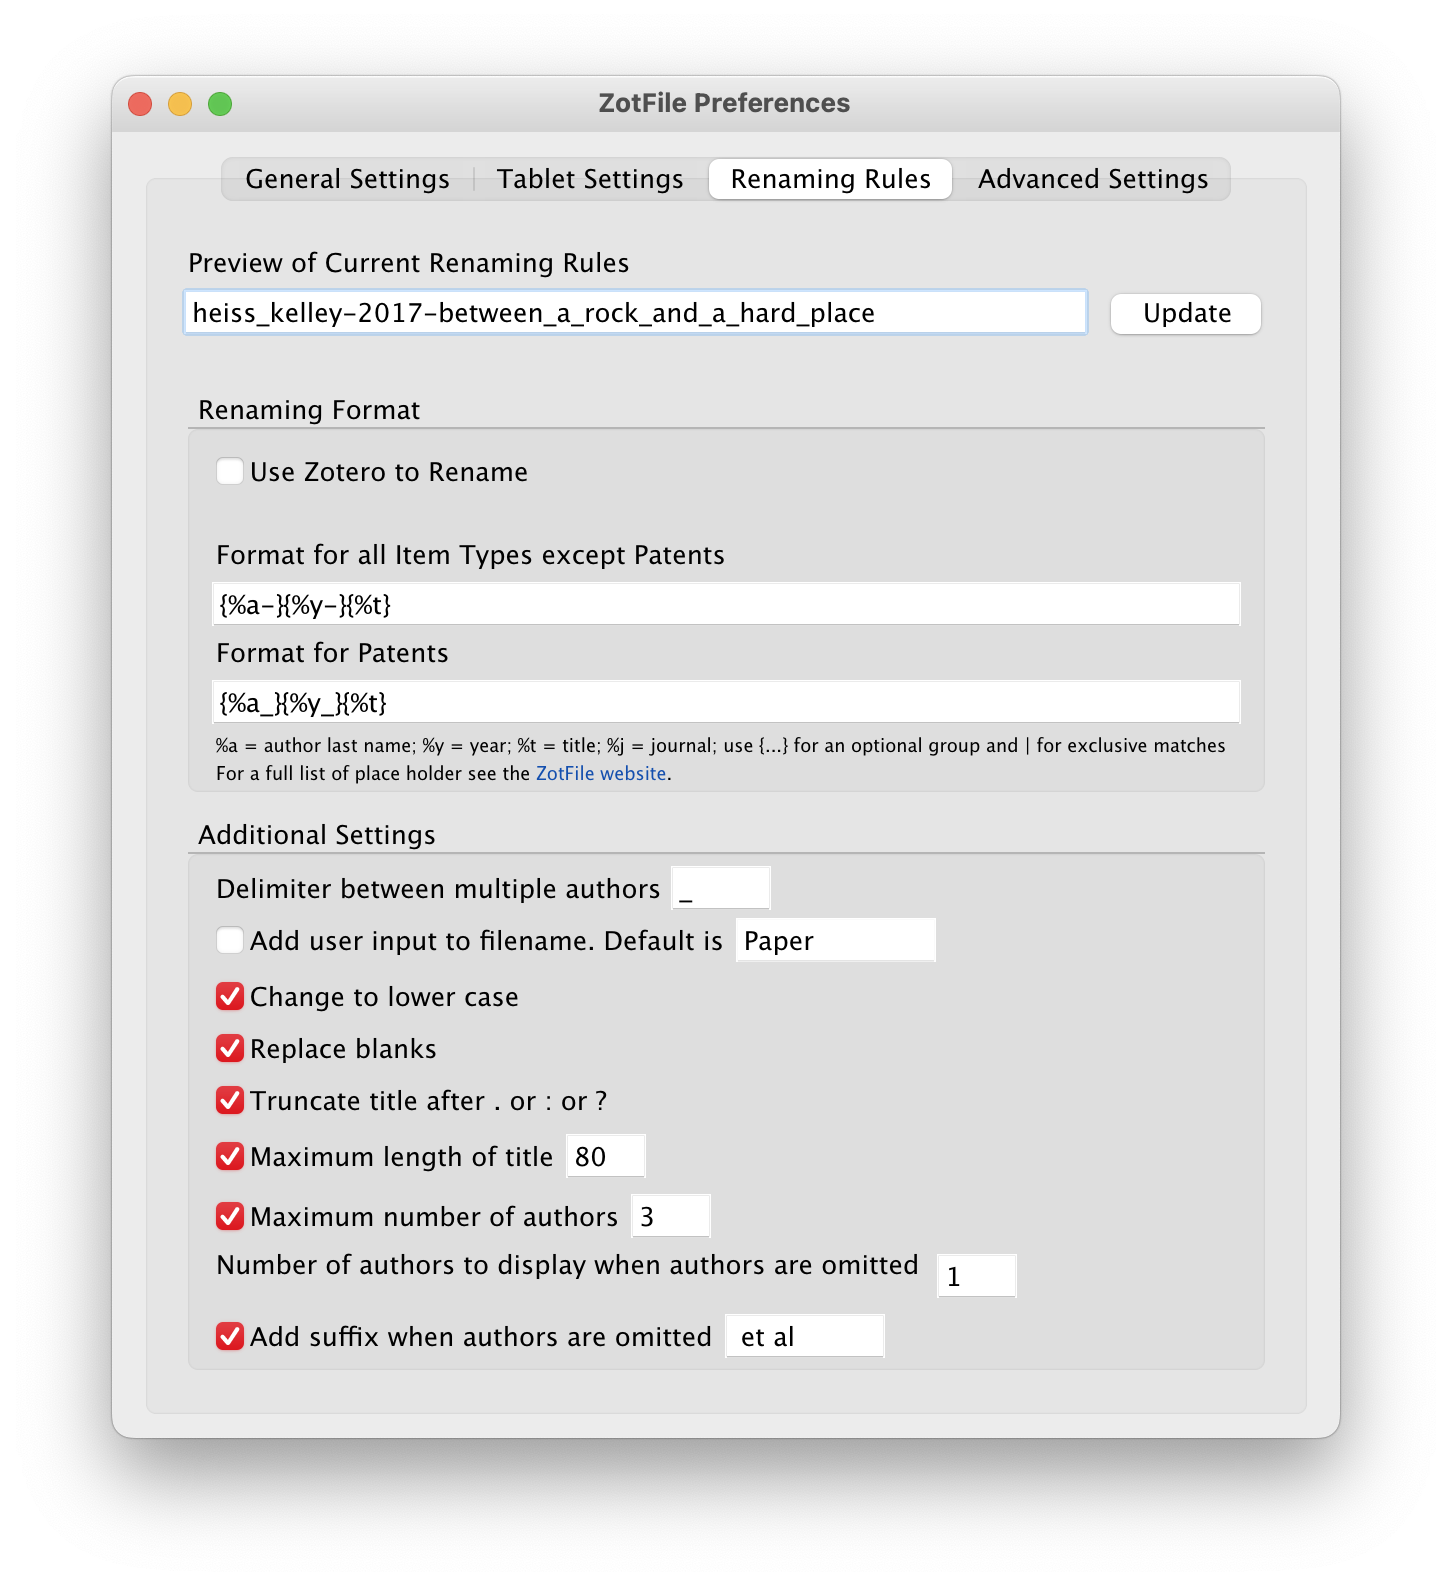 ZotFile Preferences
General Settings
Tablet Settings
Renaming Rules
Advanced Settings
Preview of Current Renaming Rules
heiss_kelley-2017-between_a_rock_and_a_hard_place
Update
Renaming Format
Use Zotero to Rename
Format for all Item Types except Patents
{%a-}{%y-}{%t}
Format for Patents
{%a_}{%y_}{%t}
%a = author last name; %y = year; %t = title; %j = journal; use {...} for an optional group and | for exclusive matches
For a full list of place holder see the ZotFile website.
Additional Settings
Delimiter between multiple authors _
Add user input to filename. Default is Paper
Change to lower case
Replace blanks
Truncate title after . or : or ?
Maximum length of title 80
Maximum number of authors 3
Number of authors to display when authors are omitted 1
Add suffix when authors are omitted et al